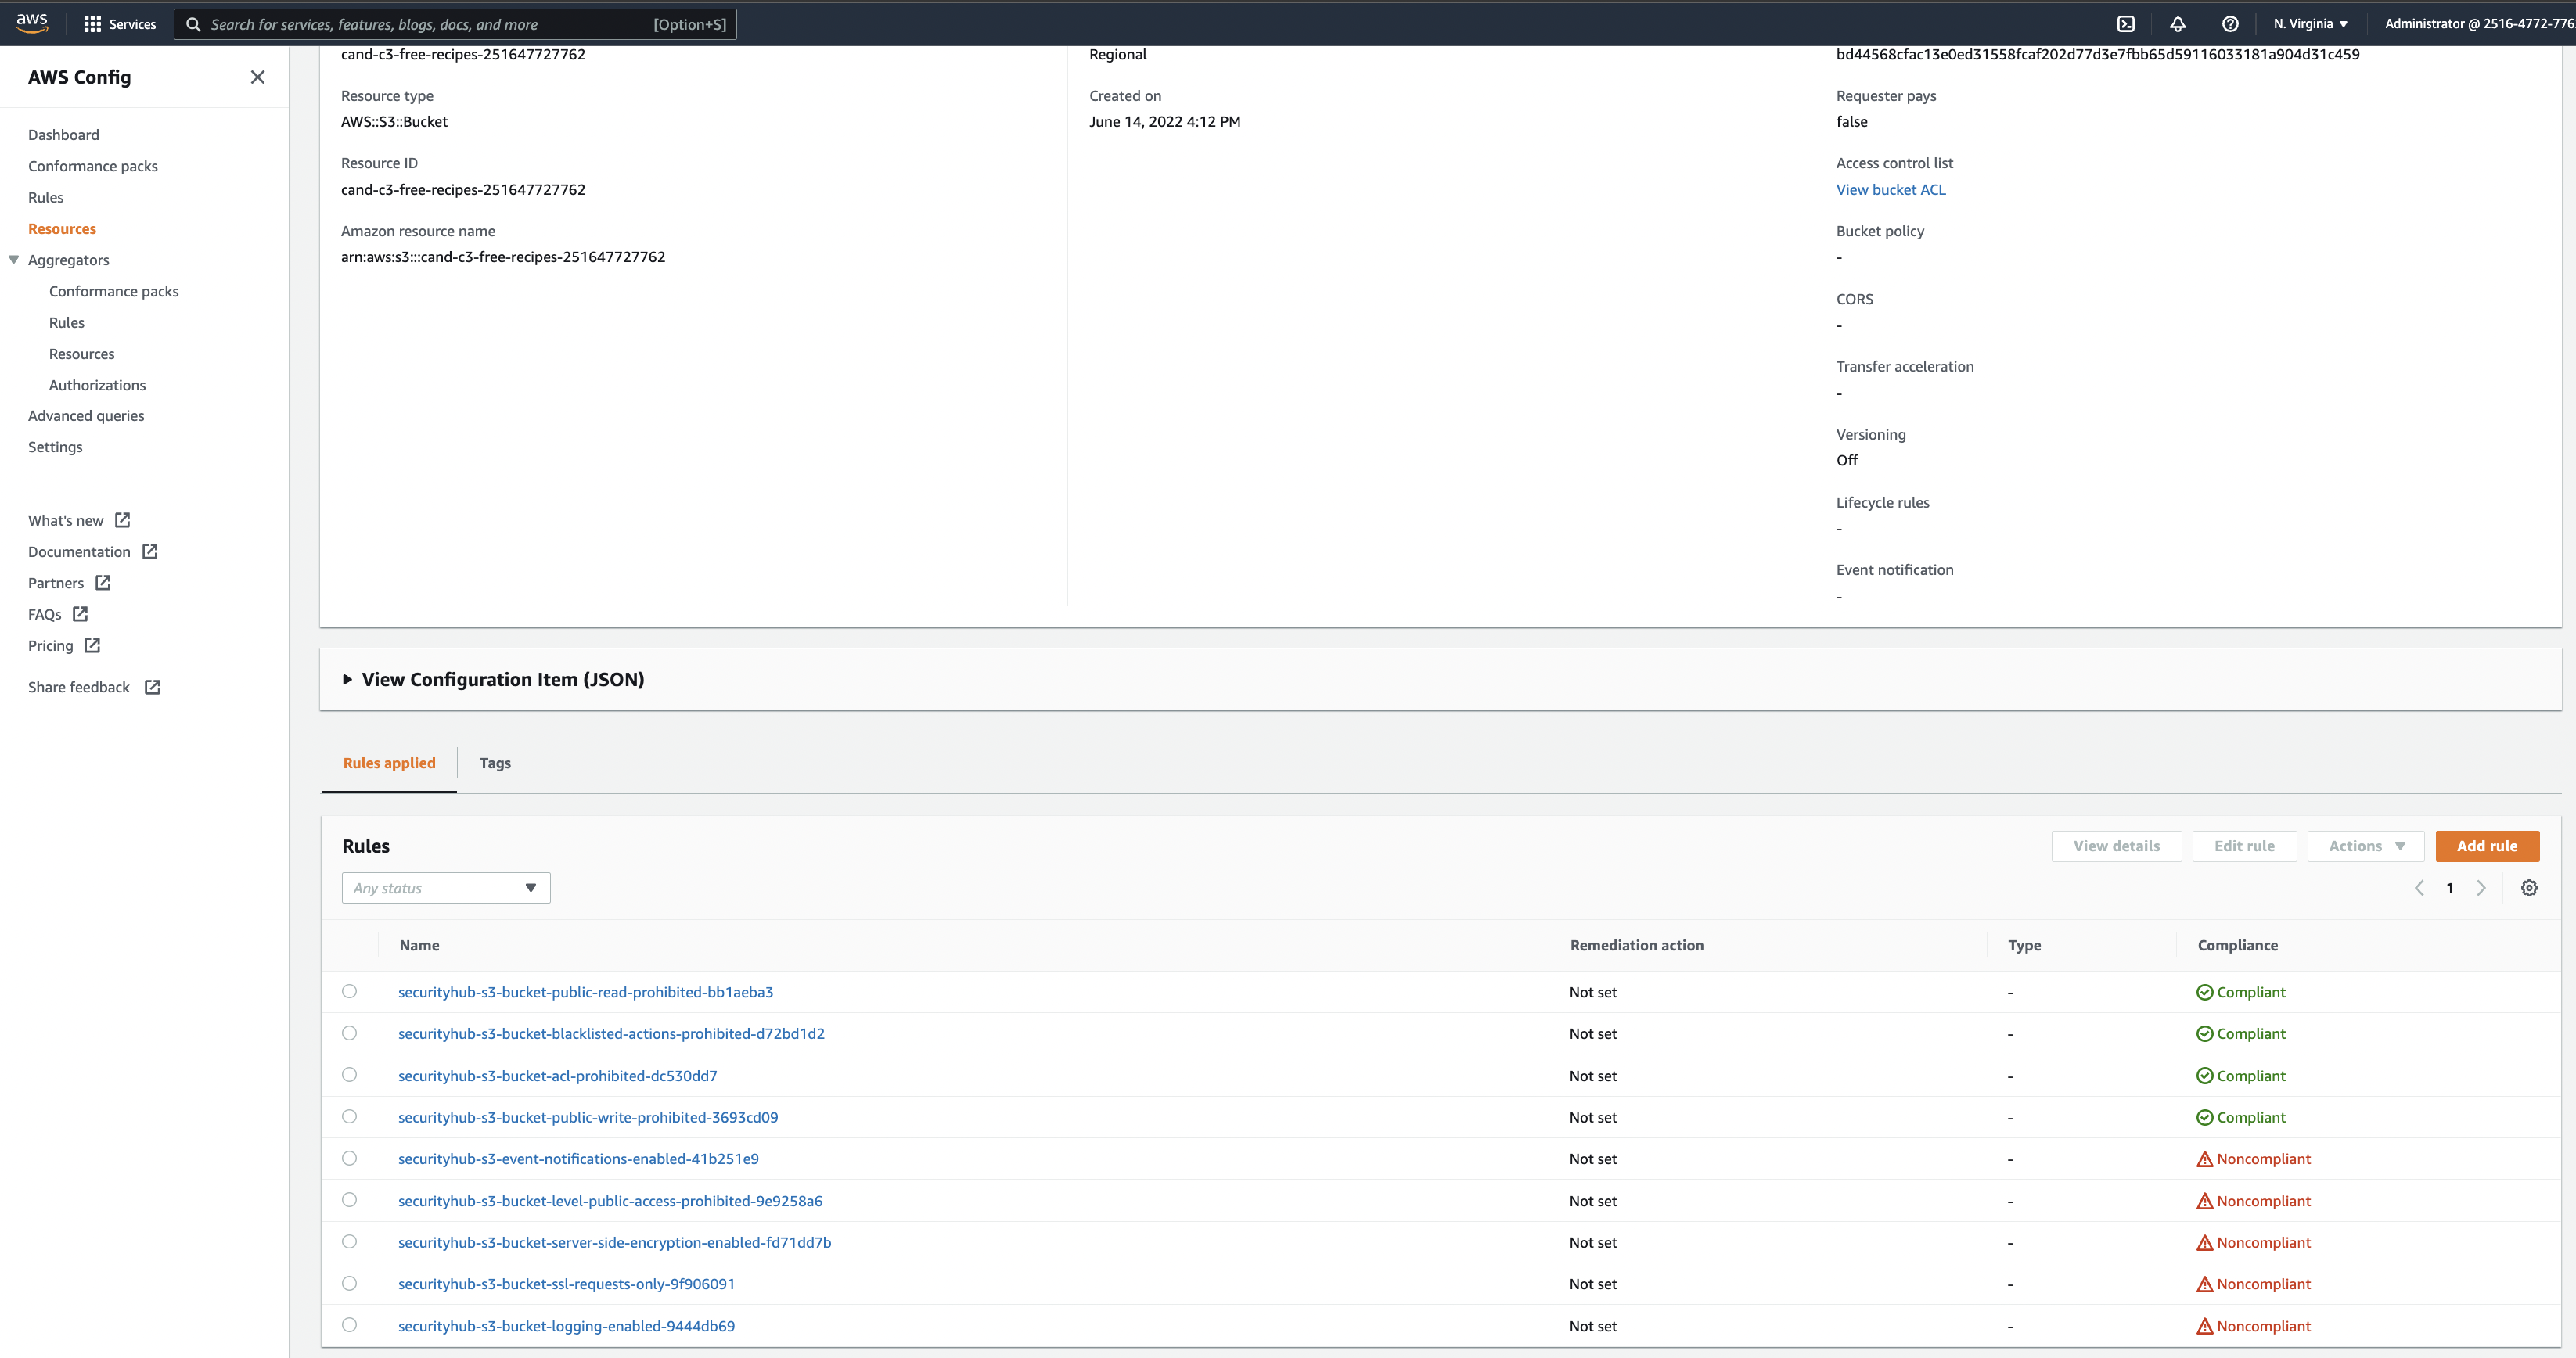 aws
Services
Search for services, features, blogs, docs, and more
[Option+S]
N. Virginia
Administrator @ 2516-4772-776
AWS Config
Dashboard
Conformance packs
Rules
Resources
Aggregators
Conformance packs
Rules
Resources
Authorizations
Advanced queries
Settings
What's new
Documentation
Partners
FAQs
Pricing
Share feedback
cand-c3-free-recipes-251647727762
Resource type
AWS::S3::Bucket
Resource ID
cand-c3-free-recipes-251647727762
Amazon resource name
arn:aws:s3:::cand-c3-free-recipes-251647727762
Regional
Created on
June 14, 2022 4:12 PM
bd44568cfac13e0ed31558fcaf202d77d3e7fbb65d59116033181a904d31c459
Requester pays
false
Access control list
View bucket ACL
Bucket policy
-
CORS
-
Transfer acceleration
-
Versioning
Off
Lifecycle rules
-
Event notification
-
View Configuration Item (JSON)
Rules applied
Tags
Rules
View details
Edit rule
Actions
Add rule
Any status
1
Name Remediation action Type Compliance
securityhub-s3-bucket-public-read-prohibited-bb1aeba3 Not set - Compliant
securityhub-s3-bucket-blacklisted-actions-prohibited-d72bd1d2 Not set - Compliant
securityhub-s3-bucket-acl-prohibited-dc530dd7 Not set - Compliant
securityhub-s3-bucket-public-write-prohibited-3693cd09 Not set - Compliant
securityhub-s3-event-notifications-enabled-41b251e9 Not set - Noncompliant
securityhub-s3-bucket-level-public-access-prohibited-9e9258a6 Not set - Noncompliant
securityhub-s3-bucket-server-side-encryption-enabled-fd71dd7b Not set - Noncompliant
securityhub-s3-bucket-ssl-requests-only-9f906091 Not set - Noncompliant
securityhub-s3-bucket-logging-enabled-9444db69 Not set - Noncompliant